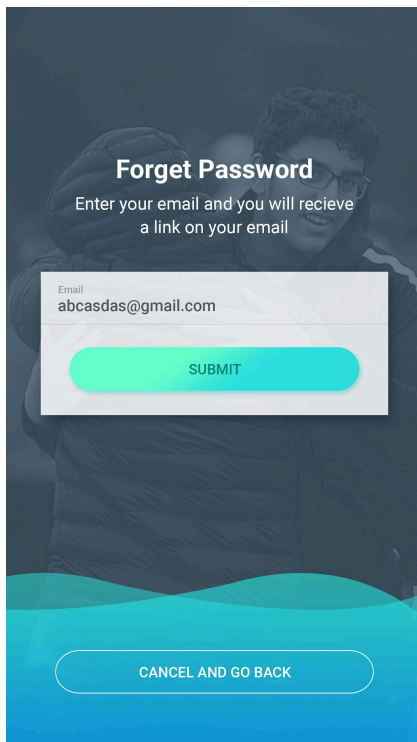 Forget Password
Enter your email and you will recieve
a link on your email
Email
abcasdas@gmail.com
SUBMIT
CANCEL AND GO BACK